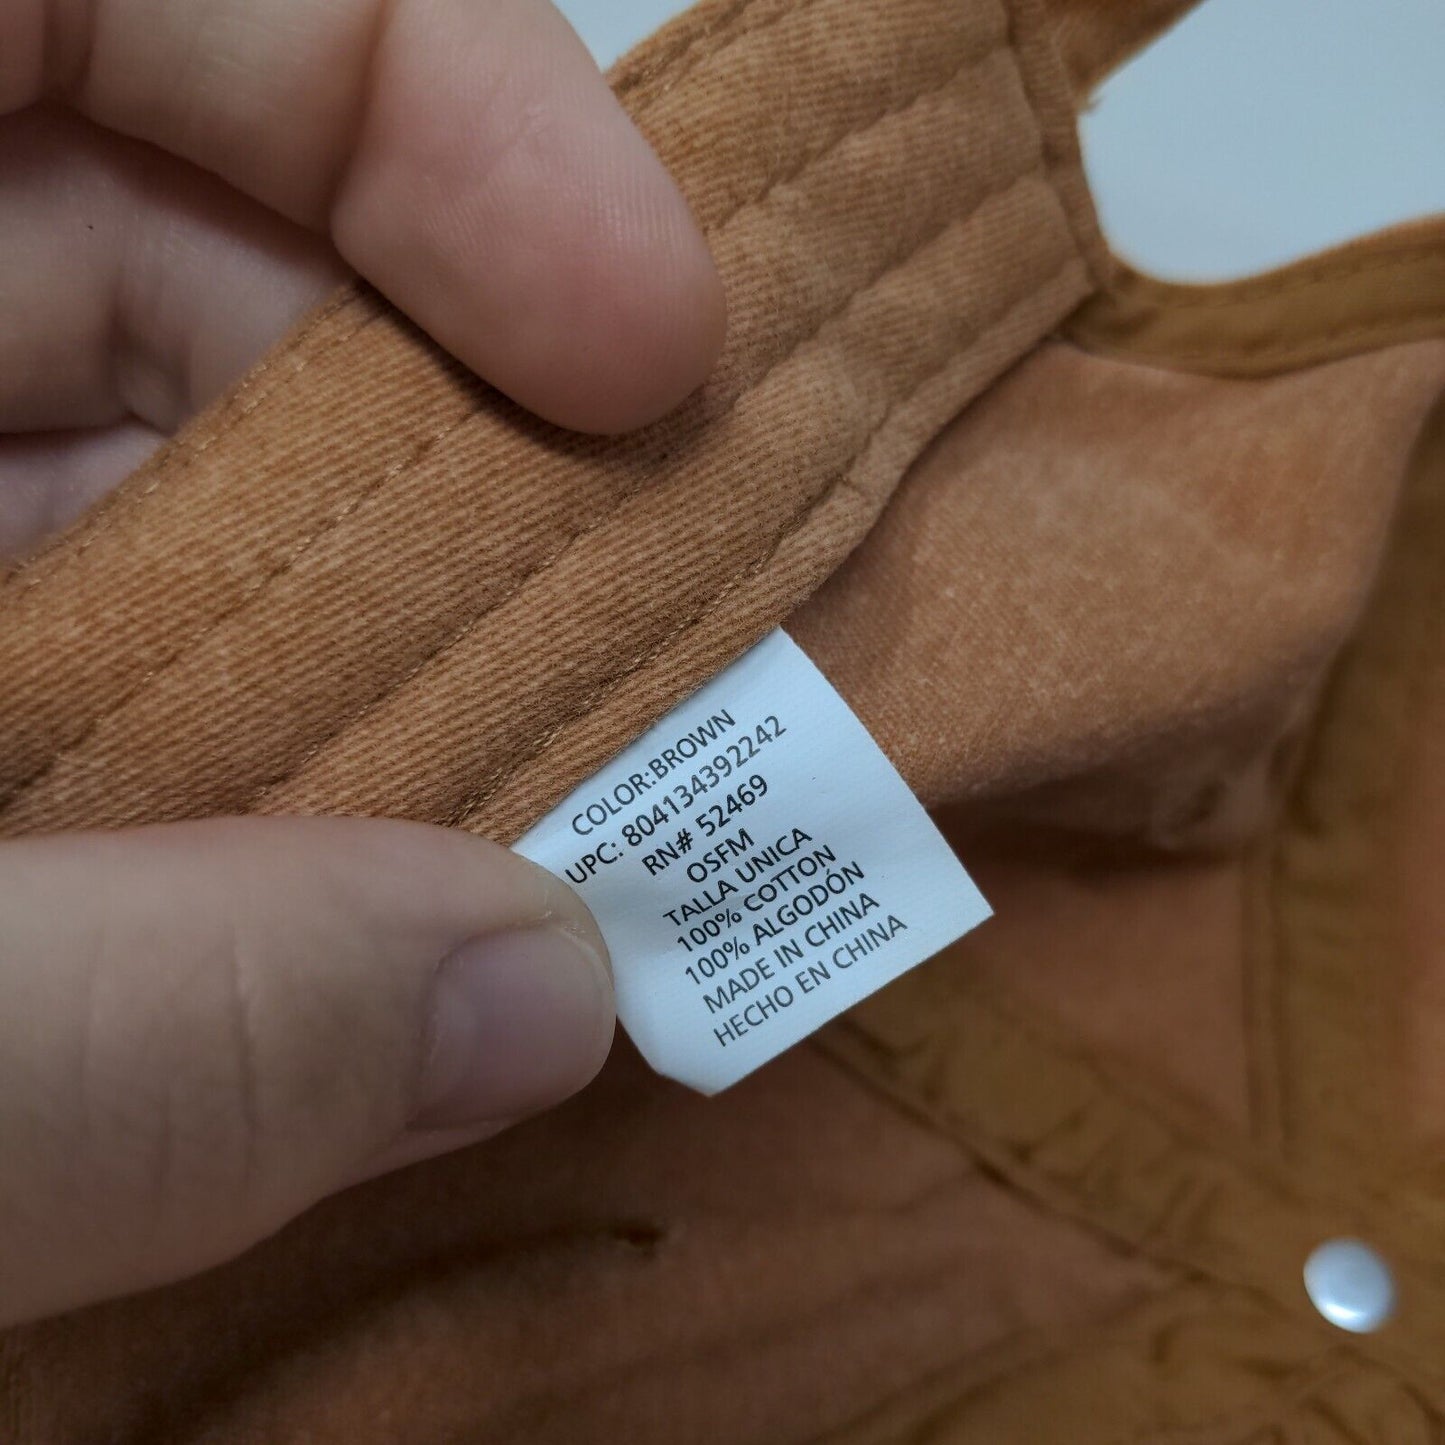 COLOR:BROWN
UPC: 804134392242
RN# 52469
OSFM
TALLA UNICA
100% COTTON
100% ALGODÓN
MADE IN CHINA
HECHO EN CHINA